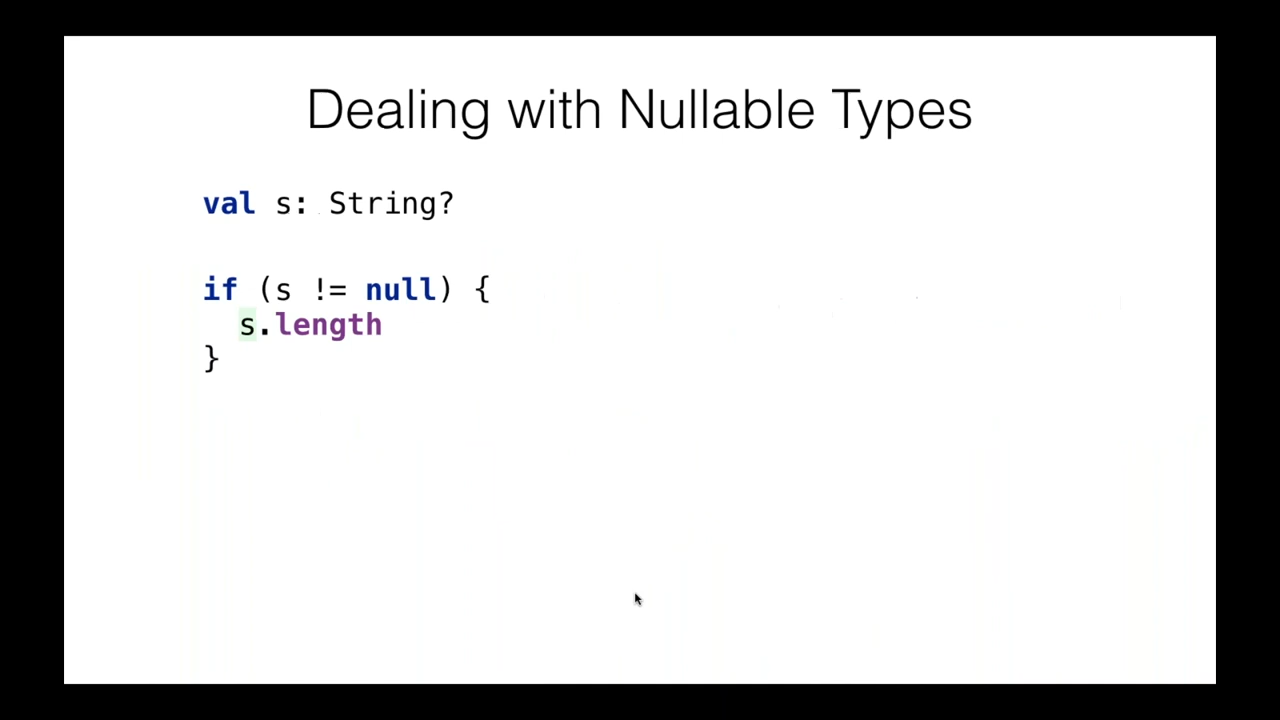 Dealing with Nullable Types
val s: String?
if (s != null) {
s.length
}